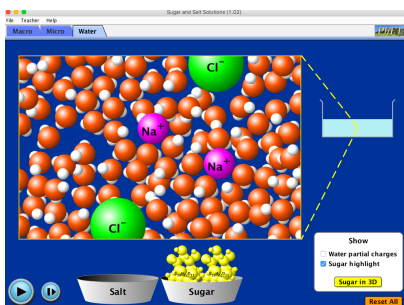 Sugar and Salt Solutions (1.02)
File Teacher Help
Macro Micro Water
PhET
Cl⁻
Na⁺
Na⁺
Cl⁻
Show
Water partial charges
Sugar highlight
Sugar in 3D
Salt
Sugar
Reset All